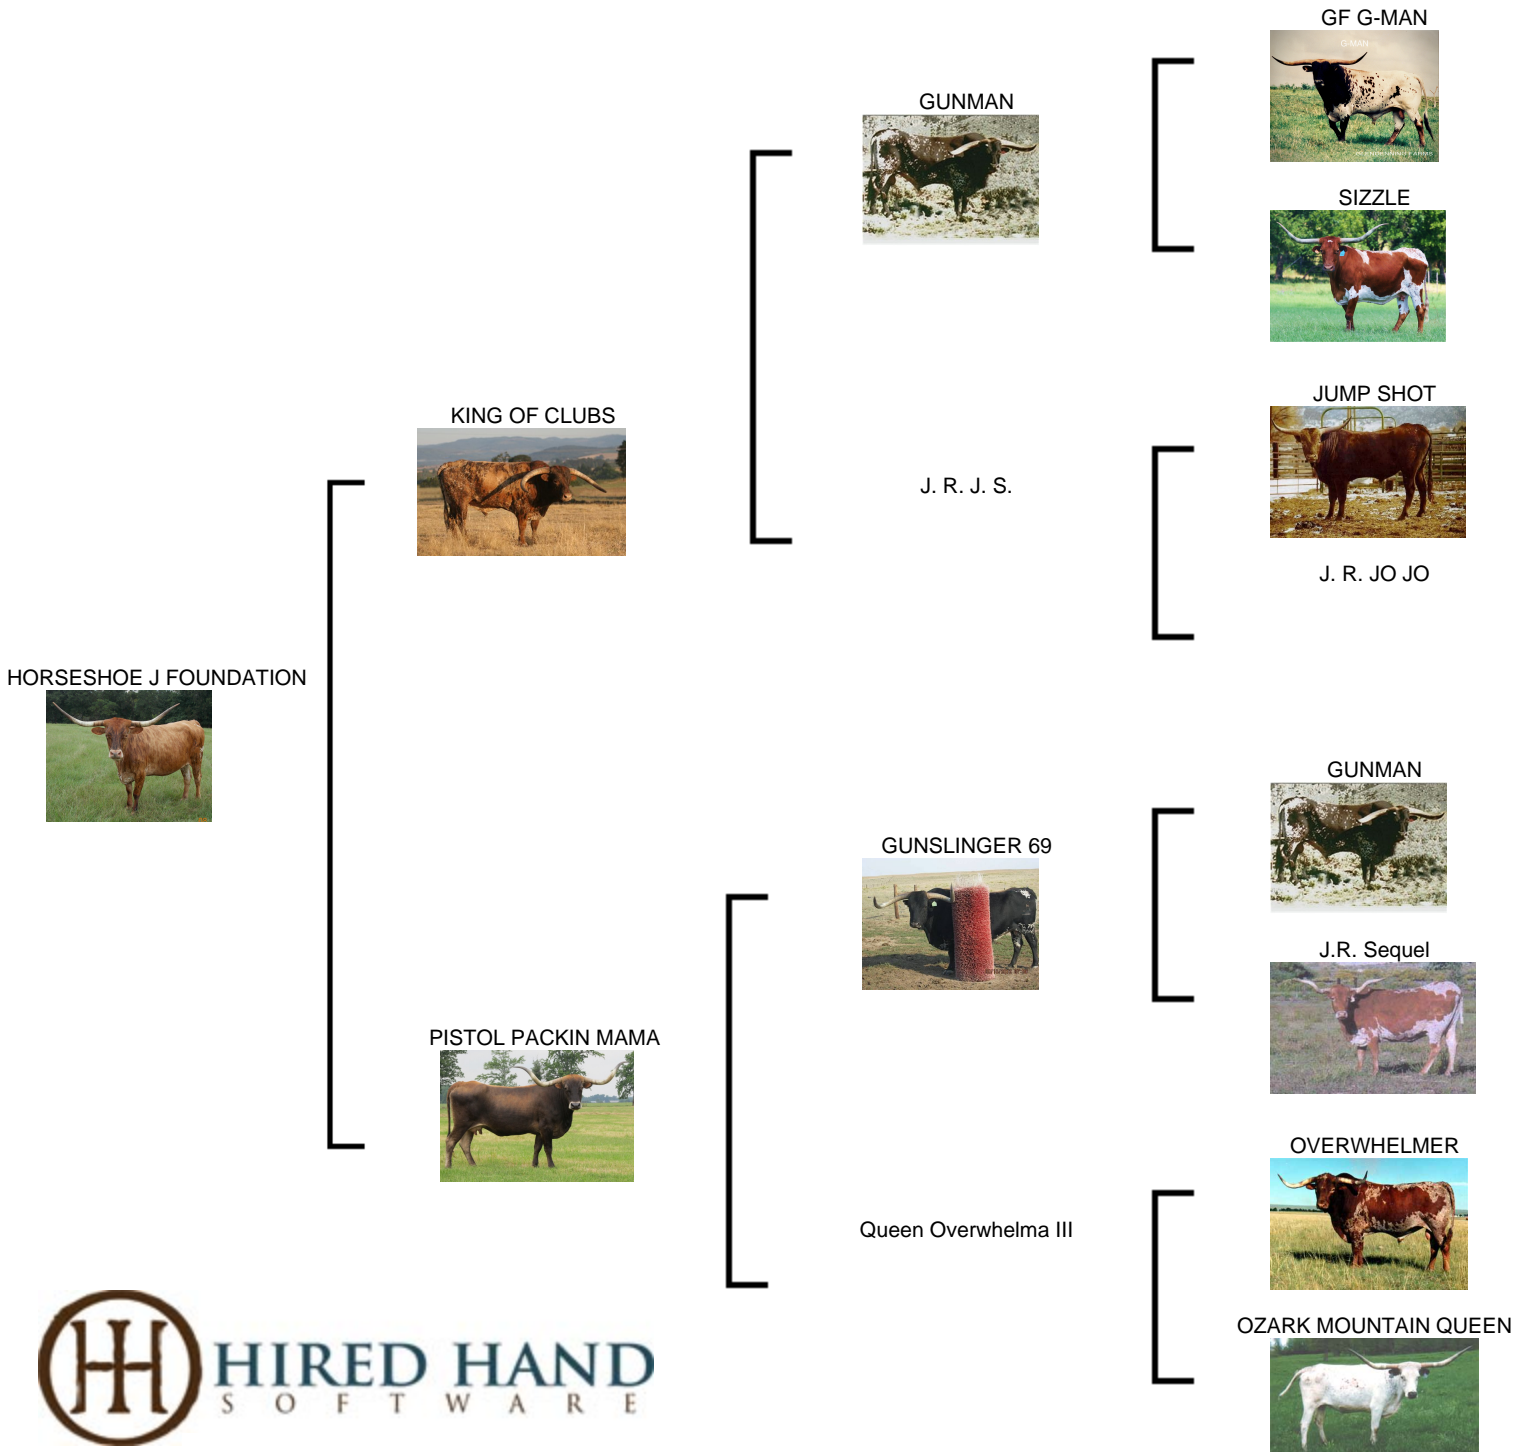 GF G-MAN
G-MAN
GUNMAN
SIZZLE
JUMP SHOT
KING OF CLUBS
J. R. J. S.
J. R. JO JO
HORSESHOE J FOUNDATION
GUNMAN
GUNSLINGER 69
J.R. Sequel
PISTOL PACKIN MAMA
OVERWHELMER
Queen Overwhelma III
OZARK MOUNTAIN QUEEN
HIRED HAND
SOFTWARE